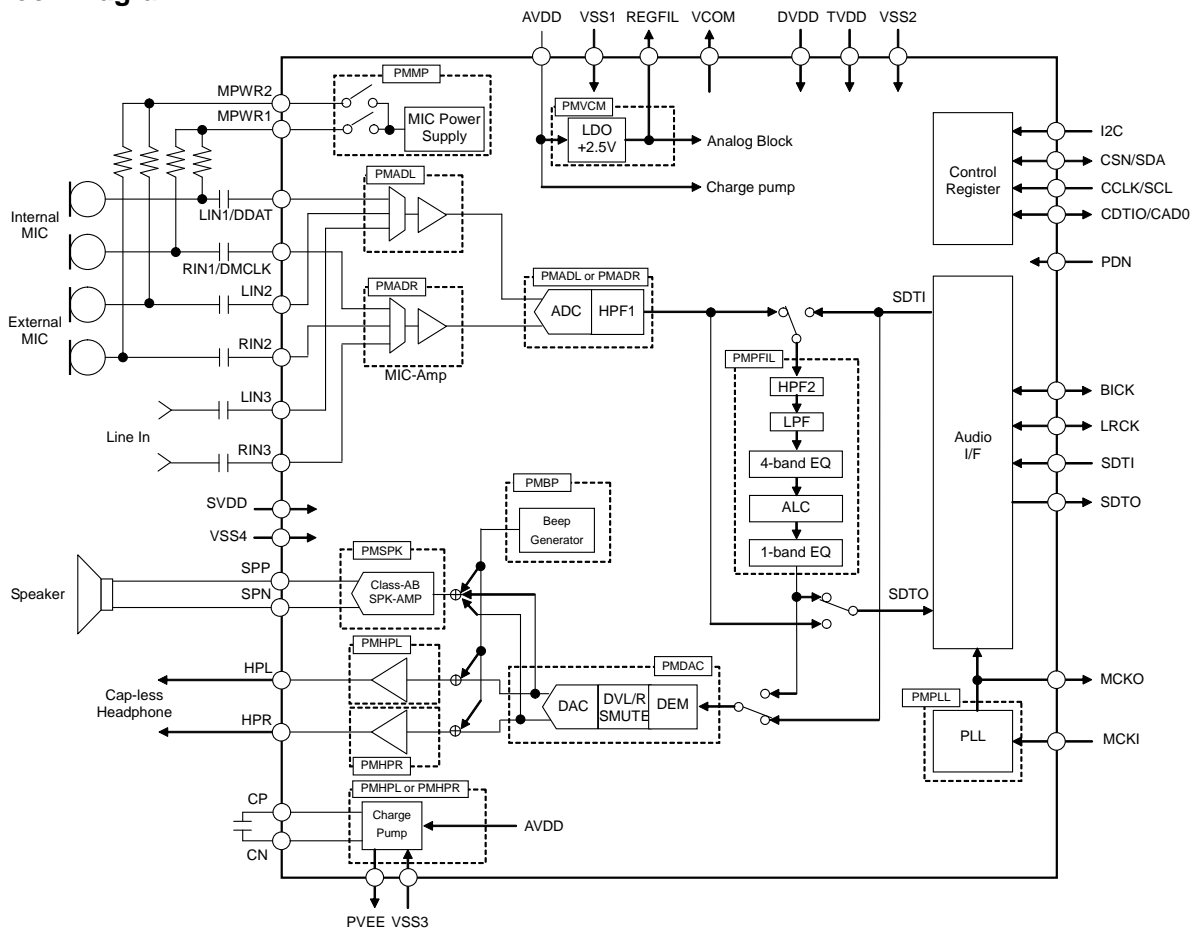 AVDD VSS1 REGFIL VCOM DVDD TVDD VSS2
PMMP
MPWR2
MPWR1
MIC Power
Supply
PMVCM
LDO
+2.5V
Analog Block
Charge pump
Control
Register
I2C
CSN/SDA
CCLK/SCL
CDTIO/CAD0
PDN
Internal
MIC
LIN1/DDAT
RIN1/DMCLK
External
MIC
LIN2
RIN2
Line In
LIN3
RIN3
PMADL
PMADR
MIC-Amp
PMADL or PMADR
ADC
HPF1
SDTI
PMPFIL
HPF2
LPF
4-band EQ
ALC
1-band EQ
SDTO
Audio
I/F
BICK
LRCK
SDTI
SDTO
SVDD
VSS4
PMBP
Beep
Generator
Speaker
SPP
SPN
PMSPK
Class-AB
SPK-AMP
HPL
Cap-less
Headphone
HPR
PMHPL
PMHPR
PMDAC
DAC
DVL/R
SMUTE
DEM
PMPLL
PLL
MCKO
MCKI
PMHPL or PMHPR
CP
CN
Charge
Pump
AVDD
PVEE VSS3